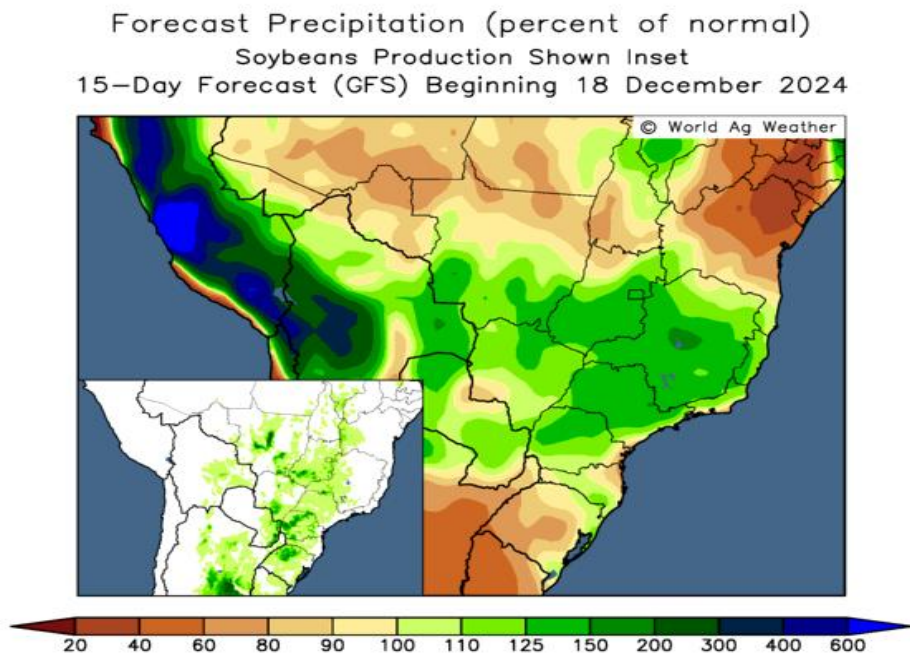 Forecast Precipitation (percent of normal)
Soybeans Production Shown Inset
15-Day Forecast (GFS) Beginning 18 December 2024
© World Ag Weather
20 40 60 80 90 100 110 125 150 200 300 400 600